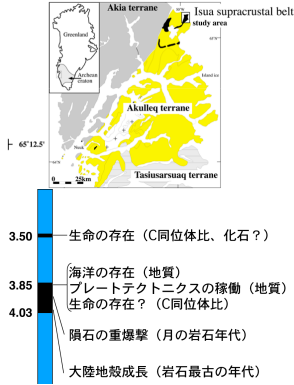 Akia terrane
Isua supracrustal belt
study area
Greenland
Archean
craton
Inland ice
Akulleq terrane
65°12.5'
Nuuk
Tasiusarsuaq terrane
0 25km
3.50
生命の存在（C同位体比、化石？）
海洋の存在（地質）
3.85
プレートテクトニクスの稼働（地質）
生命の存在？（C同位体比）
4.03
隕石の重爆撃（月の岩石年代）
大陸地殻成長（岩石最古の年代）